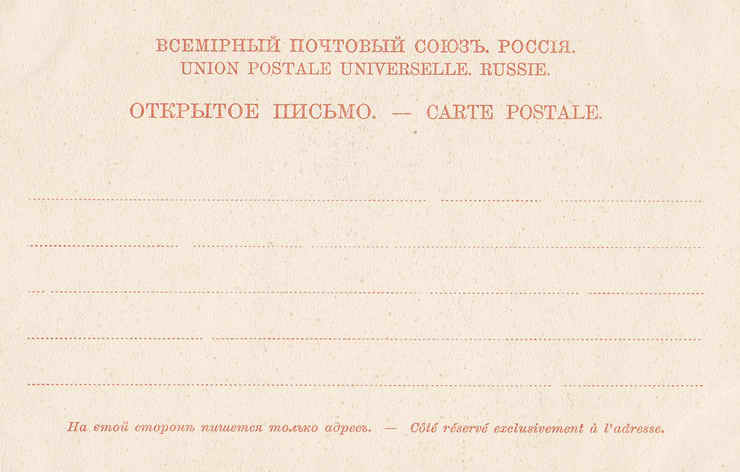 ВСЕМІРНЫЙ ПОЧТОВЫЙ СОЮЗЪ. РОССІЯ.
UNION POSTALE UNIVERSELLE. RUSSIE.
ОТКРЫТОЕ ПИСЬМО. — CARTE POSTALE.
На етой сторонѣ пишется только адресъ. — Côté réservé exclusivement à l'adresse.